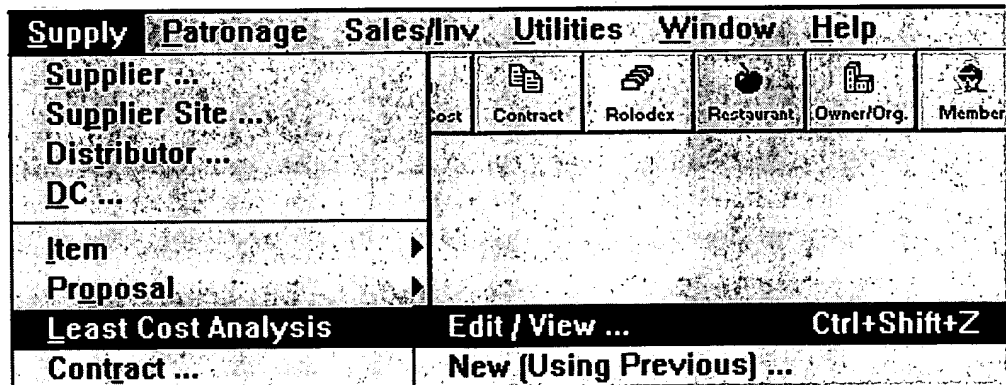 Supply Patronage Sales/Inv Utilities Window Help
Supplier ...
Supplier Site ...
Distributor ...
DC ...
Cost Contract Rolodex Restaurant Owner/Org. Member
Item
Proposal
Least Cost Analysis Edit / View ... Ctrl+Shift+Z
Contract ... New (Using Previous) ...